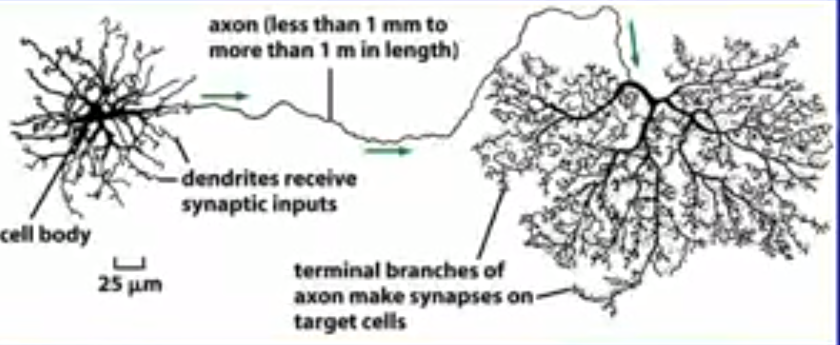 axon (less than 1 mm to
more than 1 m in length)
dendrites receive
synaptic inputs
cell body
25 μm
terminal branches of
axon make synapses on
target cells